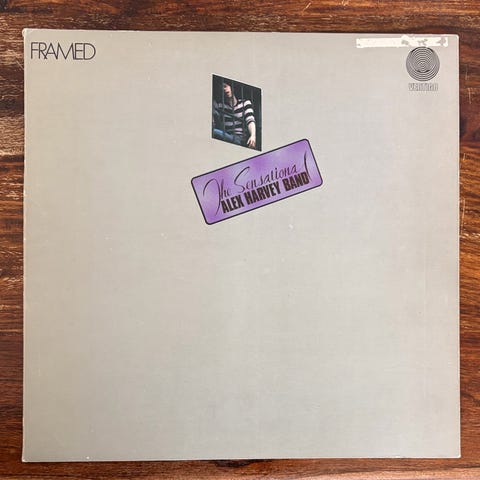 FRAMED
VERTIGO
The Sensational
ALEX HARVEY BAND